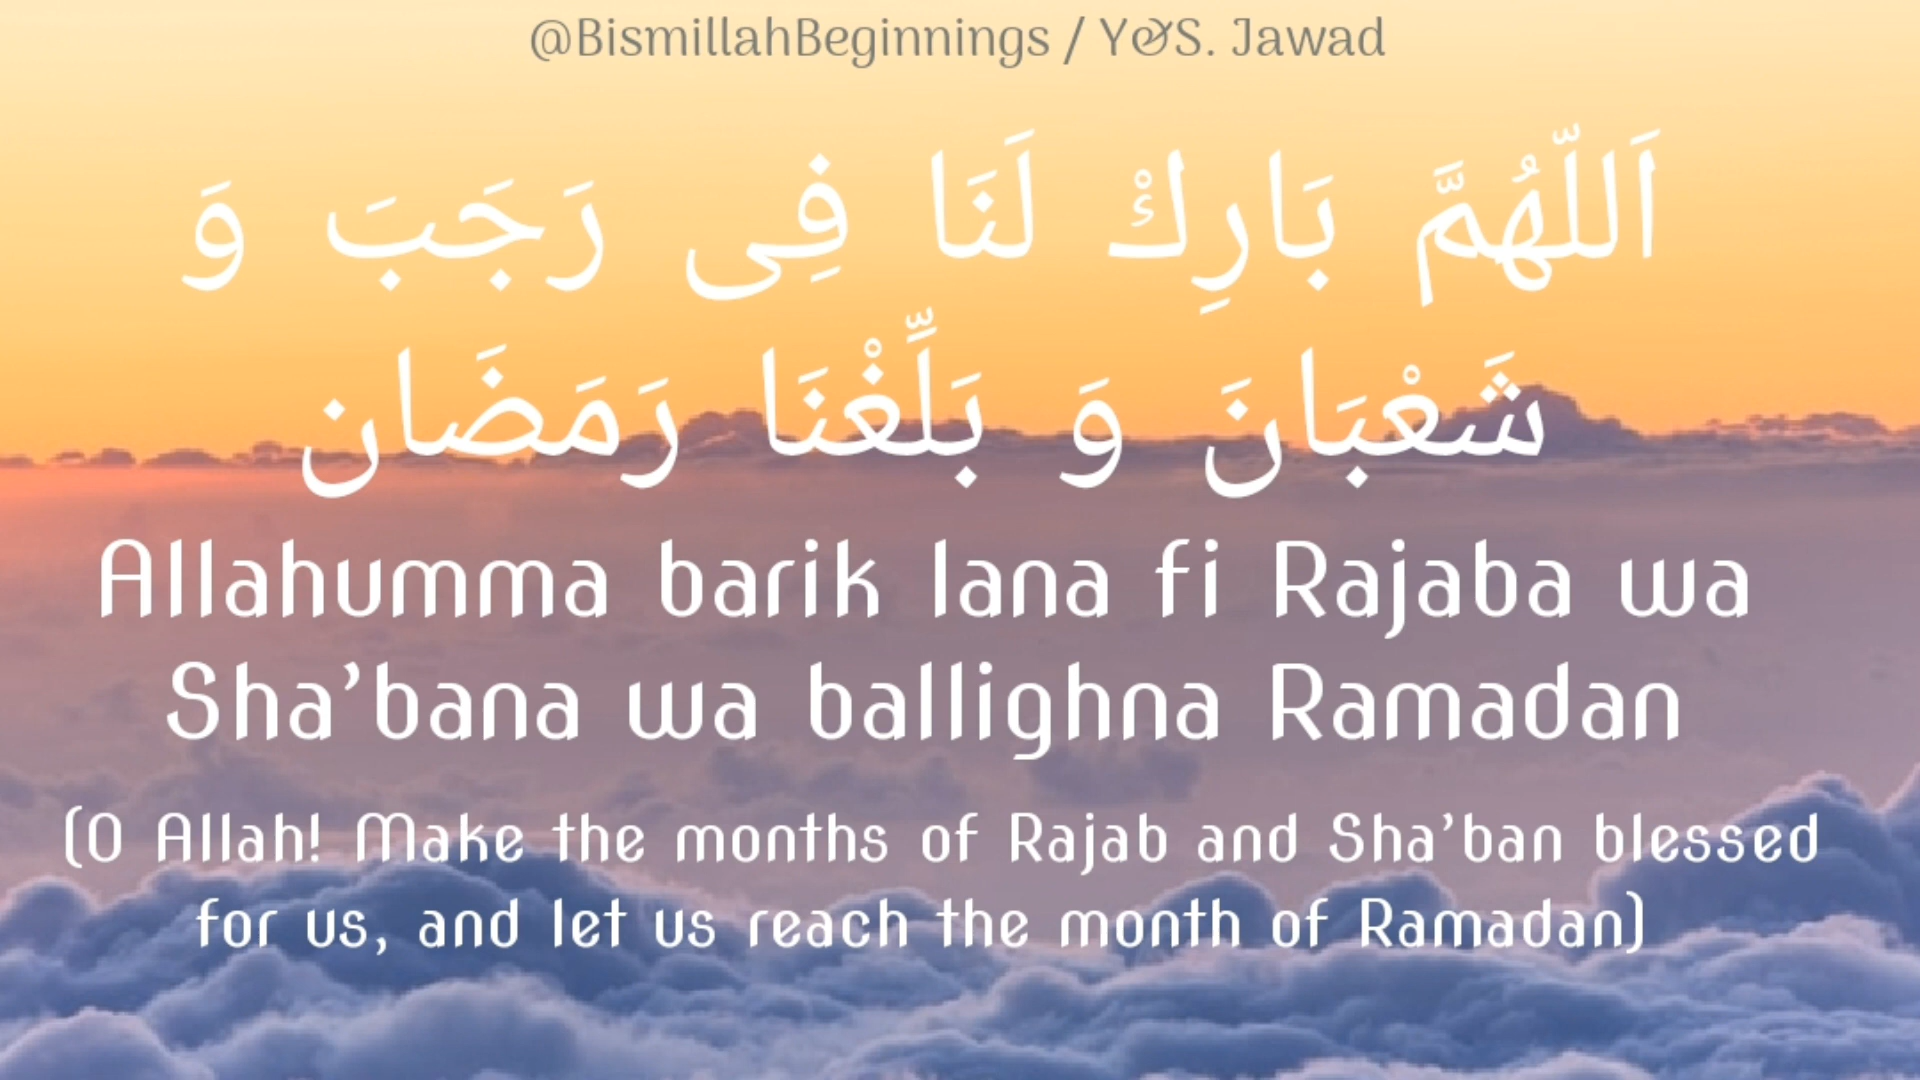 @BismillahBeginnings / Y&S. Jawad
اَللّهُمَّ بَارِكْ لَنَا فِى رَجَبَ وَ
شَعْبَانَ وَ بَلِّغْنَا رَمَضَان
Allahumma barik lana fi Rajaba wa
Sha’bana wa ballighna Ramadan
(O Allah! Make the months of Rajab and Sha’ban blessed
for us, and let us reach the month of Ramadan)